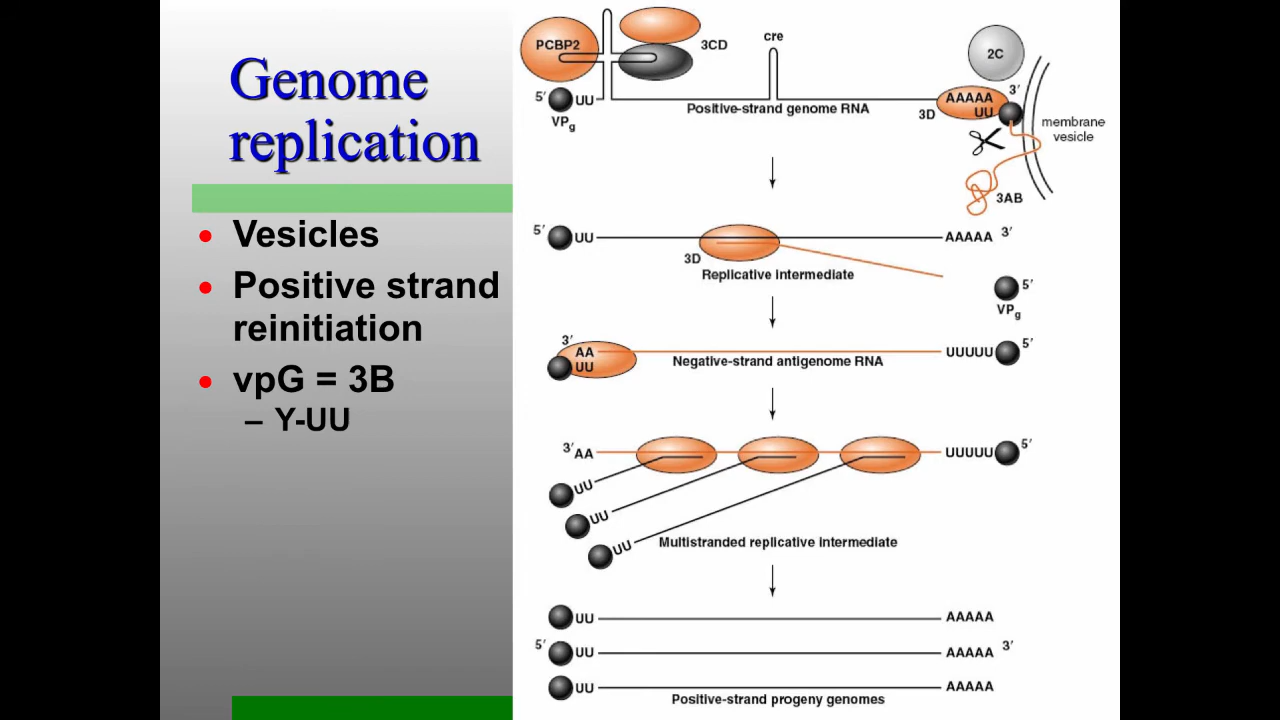 Genome
replication
• Vesicles
• Positive strand
reinitiation
• vpG = 3B
– Y-UU
PCBP2
3CD
cre
2C
5′
UU
VPg
Positive-strand genome RNA
3D
AAAAA
UU
3′
membrane
vesicle
3AB
5′
UU
AAAAA 3′
3D
Replicative intermediate
5′
VPg
3′
AA
UU
Negative-strand antigenome RNA
UUUUU
5′
3′
AA
UUUUU
5′
UU
UU
UU
Multistranded replicative intermediate
UU
AAAAA
5′
UU
AAAAA 3′
UU
AAAAA
Positive-strand progeny genomes